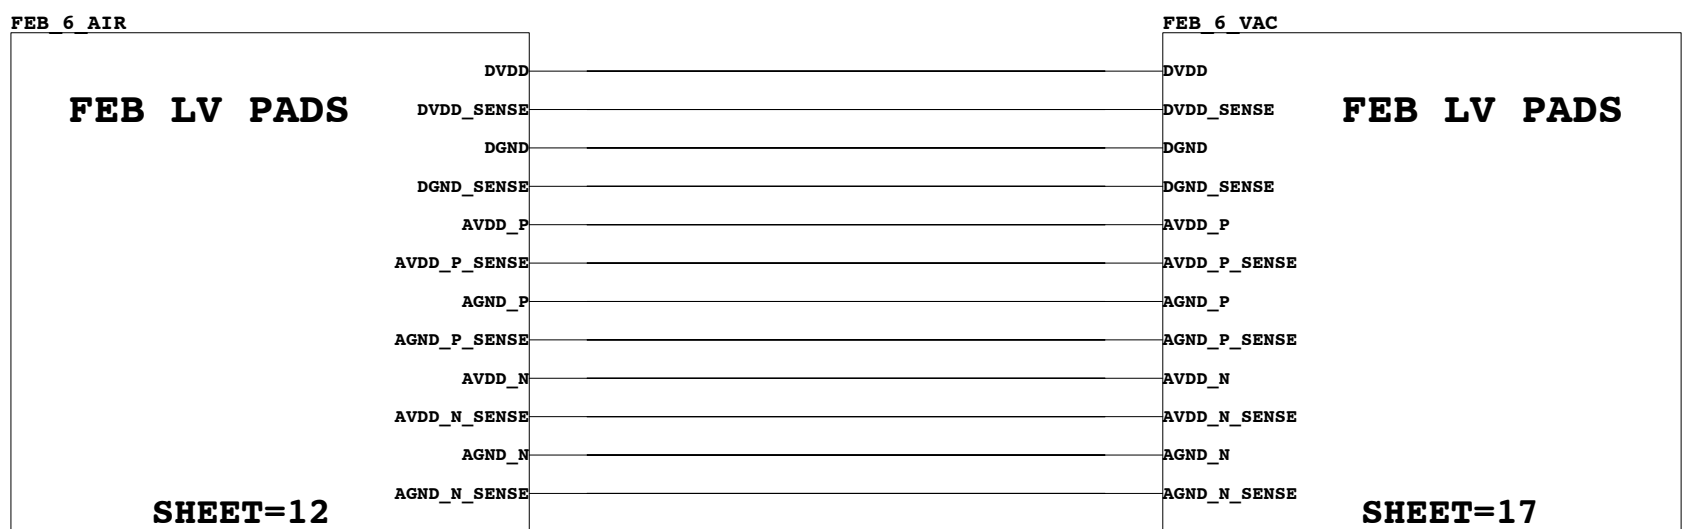 FEB_6_AIR
FEB_6_VAC
DVDD
DVDD
FEB LV PADS
DVDD_SENSE
DVDD_SENSE
FEB LV PADS
DGND
DGND
DGND_SENSE
DGND_SENSE
AVDD_P
AVDD_P
AVDD_P_SENSE
AVDD_P_SENSE
AGND_P
AGND_P
AGND_P_SENSE
AGND_P_SENSE
AVDD_N
AVDD_N
AVDD_N_SENSE
AVDD_N_SENSE
AGND_N
AGND_N
AGND_N_SENSE
AGND_N_SENSE
SHEET=12
SHEET=17